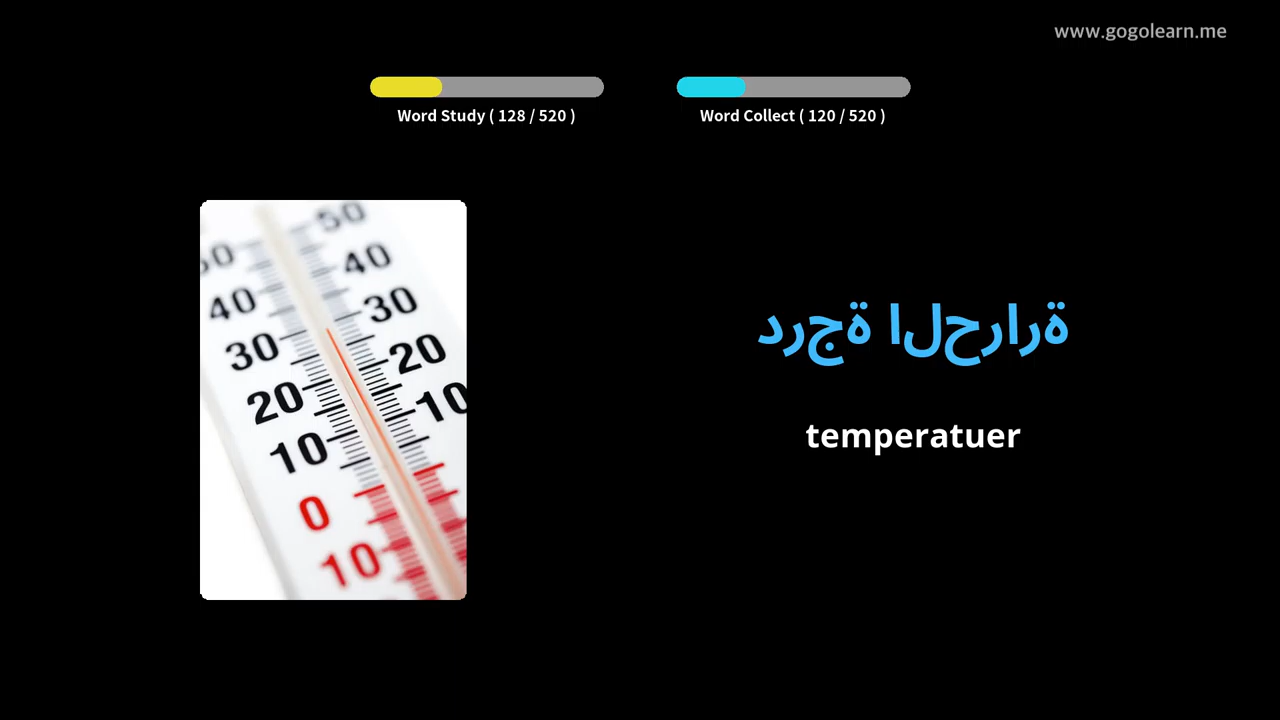 www.gogolearn.me
Word Study ( 128 / 520 )
Word Collect ( 120 / 520 )
50
50
40
40
30
30
20
20
10
10
0
10
درجة الحرارة
temperatuer